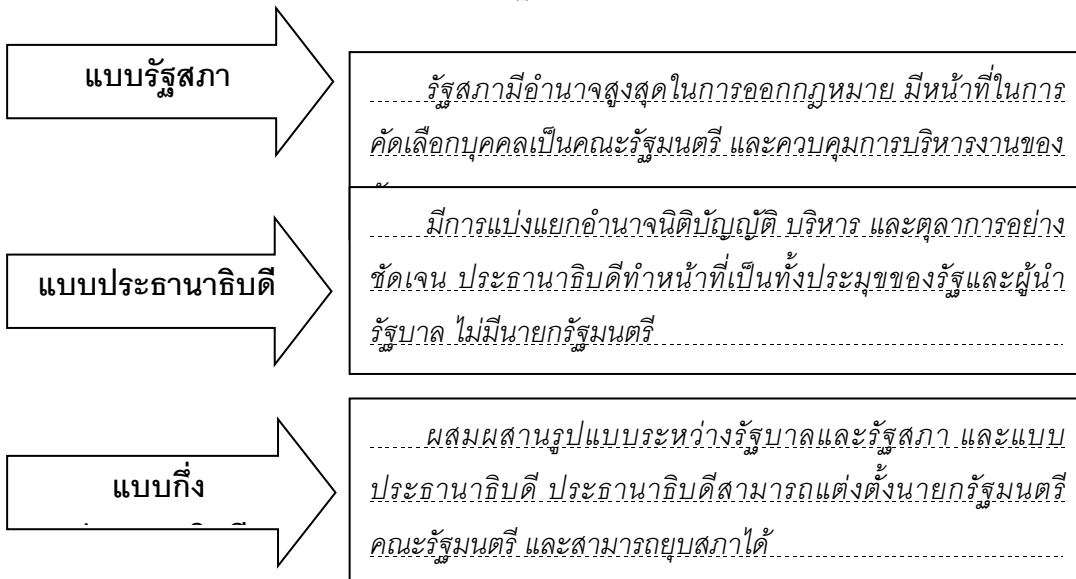 แบบรัฐสภา
รัฐสภามีอำนาจสูงสุดในการออกกฎหมาย มีหน้าที่ในการ
คัดเลือกบุคคลเป็นคณะรัฐมนตรี และควบคุมการบริหารงานของ
แบบประธานาธิบดี
มีการแบ่งแยกอำนาจนิติบัญญัติ บริหาร และตุลาการอย่าง
ชัดเจน ประธานาธิบดีทำหน้าที่เป็นทั้งประมุขของรัฐและผู้นำ
รัฐบาล ไม่มีนายกรัฐมนตรี
แบบกึ่ง
ผสมผสานรูปแบบระหว่างรัฐบาลและรัฐสภา และแบบ
ประธานาธิบดี ประธานาธิบดีสามารถแต่งตั้งนายกรัฐมนตรี
คณะรัฐมนตรี และสามารถยุบสภาได้